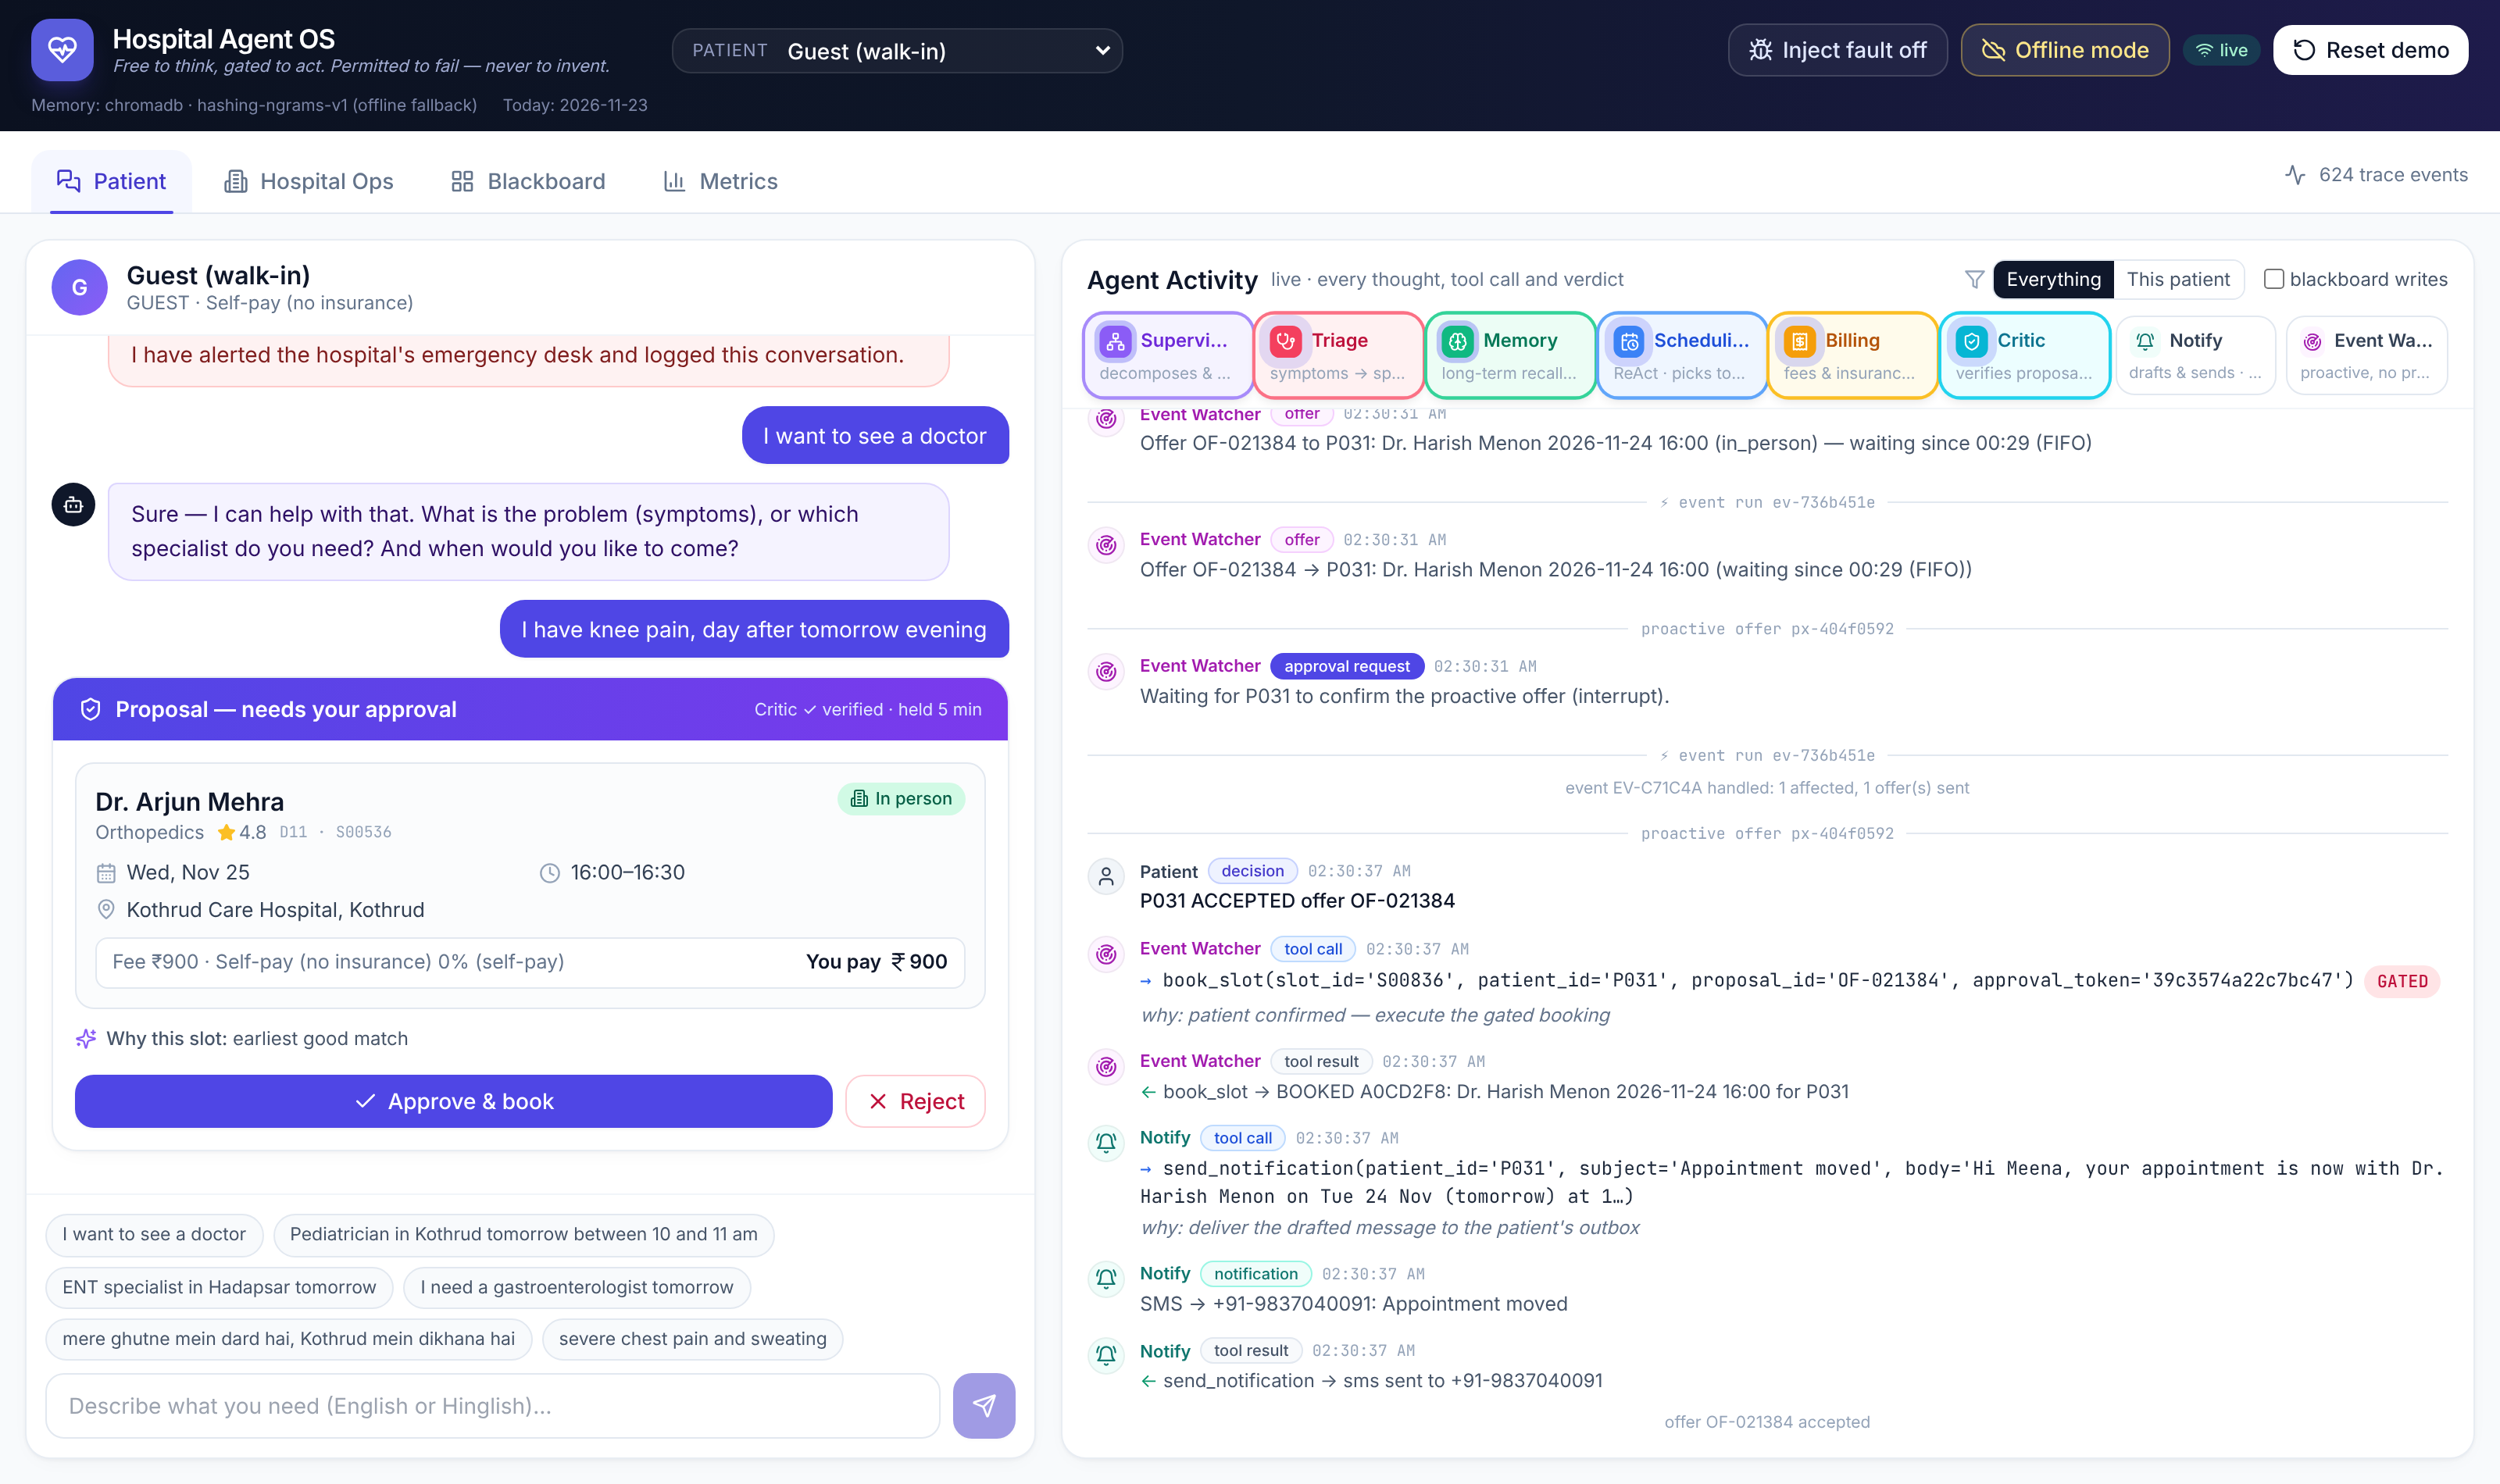 Hospital Agent OS
Free to think, gated to act. Permitted to fail — never to invent.
PATIENT Guest (walk-in)
Inject fault off
Offline mode
live
Reset demo
Memory: chromadb · hashing-ngrams-v1 (offline fallback) Today: 2026-11-23
Patient
Hospital Ops
Blackboard
Metrics
624 trace events
G
Guest (walk-in)
GUEST · Self-pay (no insurance)
I have alerted the hospital's emergency desk and logged this conversation.
I want to see a doctor
Sure — I can help with that. What is the problem (symptoms), or which
specialist do you need? And when would you like to come?
I have knee pain, day after tomorrow evening
Proposal — needs your approval
Critic ✓ verified · held 5 min
Dr. Arjun Mehra
In person
Orthopedics 4.8 D11 · S00536
Wed, Nov 25
16:00–16:30
Kothrud Care Hospital, Kothrud
Fee ₹900 · Self-pay (no insurance) 0% (self-pay)
You pay ₹900
Why this slot: earliest good match
Approve & book
Reject
I want to see a doctor
Pediatrician in Kothrud tomorrow between 10 and 11 am
ENT specialist in Hadapsar tomorrow
I need a gastroenterologist tomorrow
mere ghutne mein dard hai, Kothrud mein dikhana hai
severe chest pain and sweating
Describe what you need (English or Hinglish)...
Agent Activity live · every thought, tool call and verdict
Everything
This patient
blackboard writes
Supervi...
decomposes & ...
Triage
symptoms → sp...
Memory
long-term recall...
Scheduli...
ReAct · picks to...
Billing
fees & insuranc...
Critic
verifies proposa...
Notify
drafts & sends · ...
Event Wa...
proactive, no pr...
Event Watcher offer 02:30:31 AM
Offer OF-021384 to P031: Dr. Harish Menon 2026-11-24 16:00 (in_person) — waiting since 00:29 (FIFO)
⚡ event run ev-736b451e
Event Watcher offer 02:30:31 AM
Offer OF-021384 → P031: Dr. Harish Menon 2026-11-24 16:00 (waiting since 00:29 (FIFO))
proactive offer px-404f0592
Event Watcher approval request 02:30:31 AM
Waiting for P031 to confirm the proactive offer (interrupt).
⚡ event run ev-736b451e
event EV-C71C4A handled: 1 affected, 1 offer(s) sent
proactive offer px-404f0592
Patient decision 02:30:37 AM
P031 ACCEPTED offer OF-021384
Event Watcher tool call 02:30:37 AM
→ book_slot(slot_id='S00836', patient_id='P031', proposal_id='OF-021384', approval_token='39c3574a22c7bc47') GATED
why: patient confirmed — execute the gated booking
Event Watcher tool result 02:30:37 AM
← book_slot → BOOKED A0CD2F8: Dr. Harish Menon 2026-11-24 16:00 for P031
Notify tool call 02:30:37 AM
→ send_notification(patient_id='P031', subject='Appointment moved', body='Hi Meena, your appointment is now with Dr.
Harish Menon on Tue 24 Nov (tomorrow) at 1…)
why: deliver the drafted message to the patient's outbox
Notify notification 02:30:37 AM
SMS → +91-9837040091: Appointment moved
Notify tool result 02:30:37 AM
← send_notification → sms sent to +91-9837040091
offer OF-021384 accepted